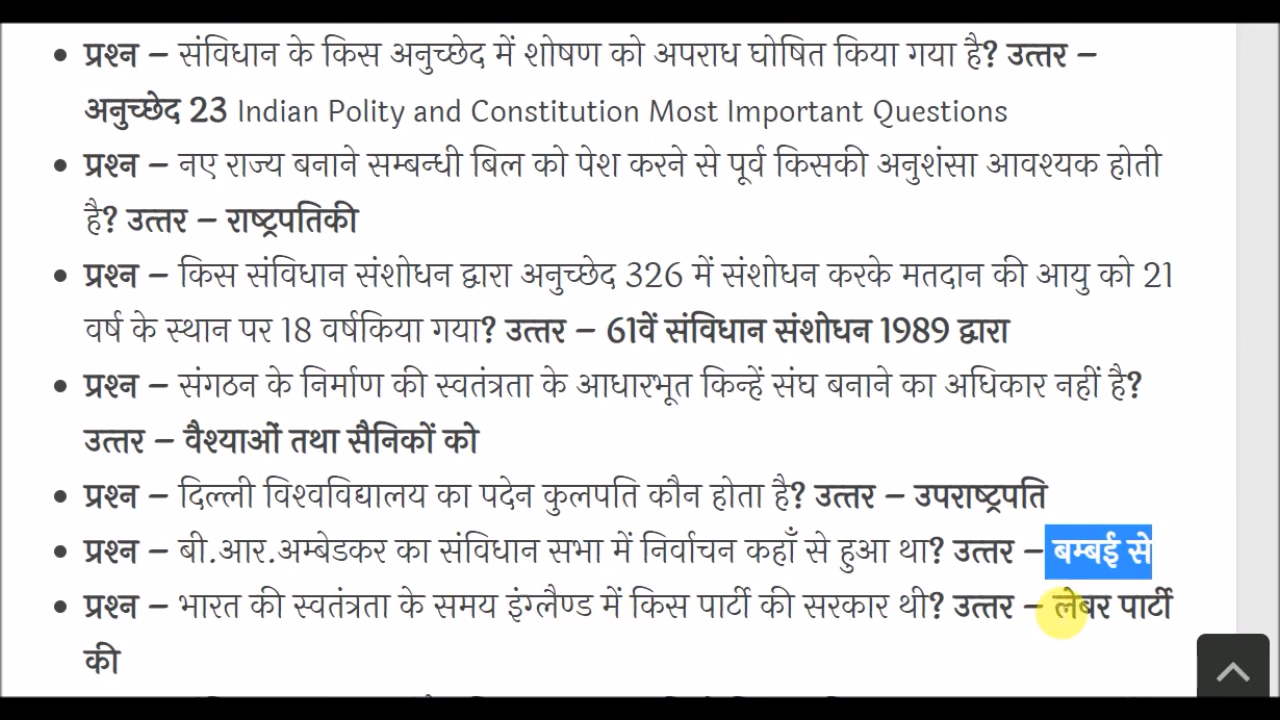 • प्रश्न – संविधान के किस अनुच्छेद में शोषण को अपराध घोषित किया गया है? उत्तर –
अनुच्छेद 23 Indian Polity and Constitution Most Important Questions
• प्रश्न – नए राज्य बनाने सम्बन्धी बिल को पेश करने से पूर्व किसकी अनुशंसा आवश्यक होती
है? उत्तर – राष्ट्रपतिकी
• प्रश्न – किस संविधान संशोधन द्वारा अनुच्छेद 326 में संशोधन करके मतदान की आयु को 21
वर्ष के स्थान पर 18 वर्षकिया गया? उत्तर – 61वें संविधान संशोधन 1989 द्वारा
• प्रश्न – संगठन के निर्माण की स्वतंत्रता के आधारभूत किन्हें संघ बनाने का अधिकार नहीं है?
उत्तर – वैश्याओं तथा सैनिकों को
• प्रश्न – दिल्ली विश्वविद्यालय का पदेन कुलपति कौन होता है? उत्तर – उपराष्ट्रपति
• प्रश्न – बी.आर.अम्बेडकर का संविधान सभा में निर्वाचन कहाँ से हुआ था? उत्तर – बम्बई से
• प्रश्न – भारत की स्वतंत्रता के समय इंग्लैण्ड में किस पार्टी की सरकार थी? उत्तर – लेबर पार्टी
की